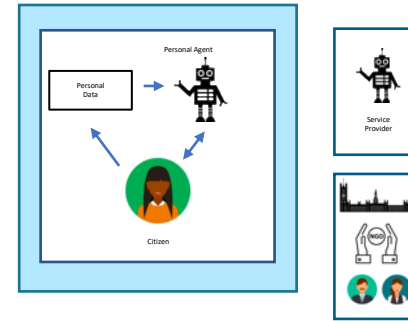 Personal Agent
Personal
Data
Citizen
Service
Provider
NGO